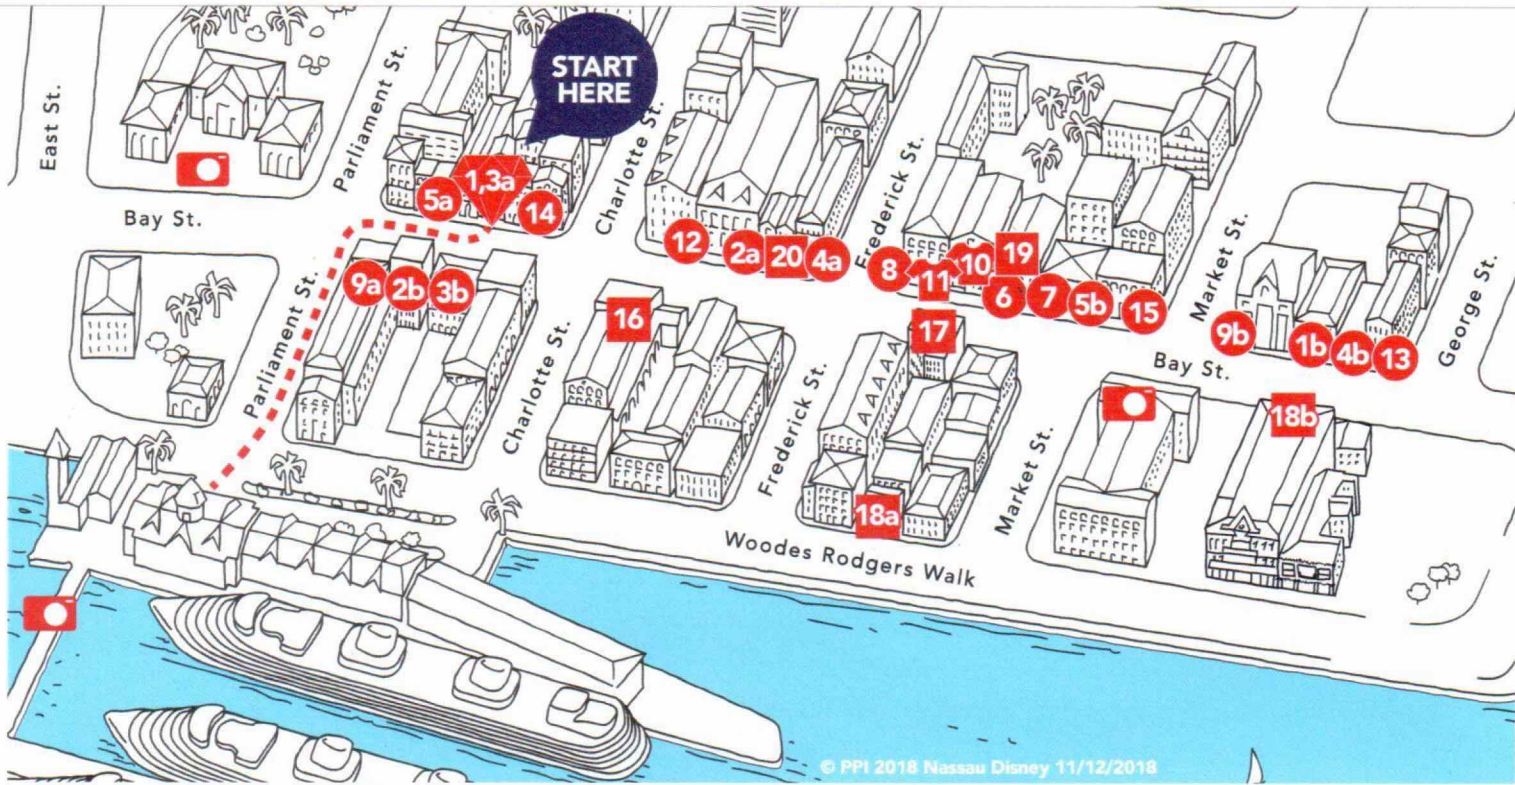 START
HERE
East St.
Parliament St.
Charlotte St.
Frederick St.
Market St.
George St.
Bay St.
5a
1,3a
14
12
2a
20
4a
8
11
10
19
6
7
5b
15
9b
1b
4b
13
9a
2b
3b
16
17
18a
18b
Parliament St.
Charlotte St.
Frederick St.
Market St.
Bay St.
Woodes Rodgers Walk
© PPI 2018 Nassau Disney 11/12/2018